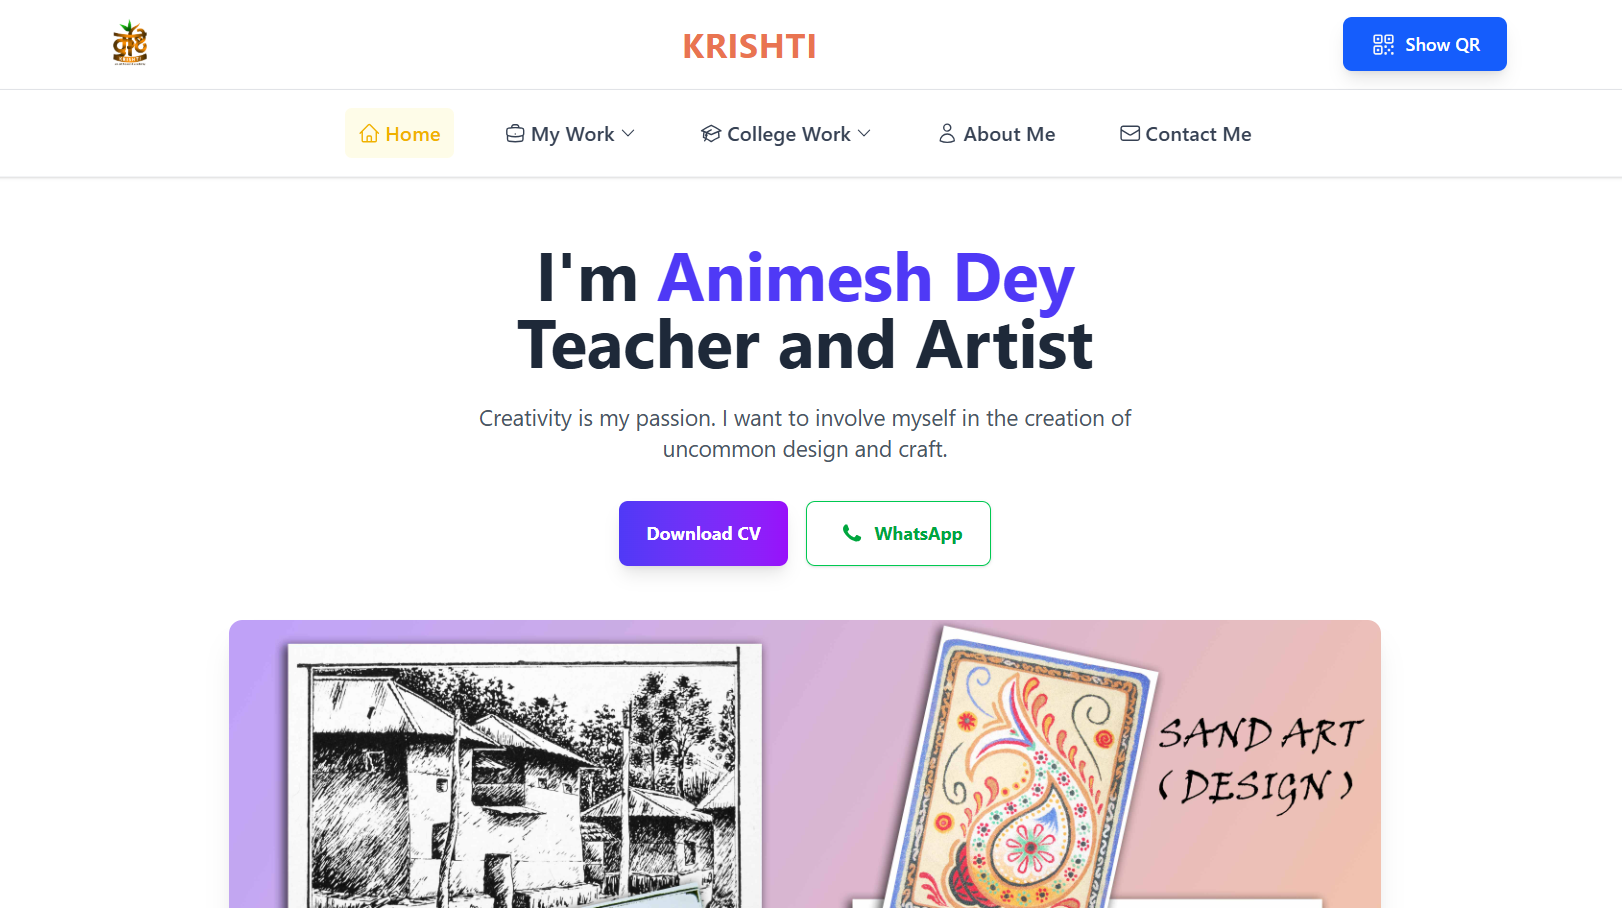 KRISHTI
Show QR
Home
My Work
College Work
About Me
Contact Me
I'm Animesh Dey
Teacher and Artist
Creativity is my passion. I want to involve myself in the creation of
uncommon design and craft.
Download CV
WhatsApp
SAND ART
( DESIGN )